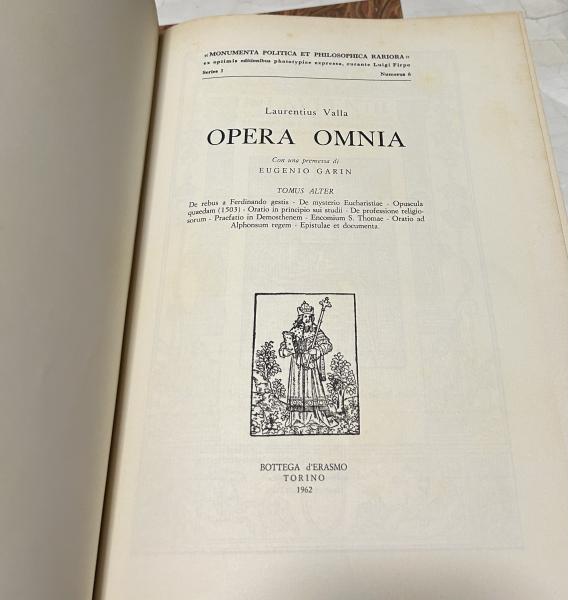 «MONUMENTA POLITICA ET PHILOSOPHICA RARIORA»
ex optimis editionibus phototypice expressa, curante Luigi Firpo
Series I Numerus 6
Laurentius Valla
OPERA OMNIA
Con una premessa di
EUGENIO GARIN
TOMUS ALTER
De rebus a Ferdinando gestis - De mysterio Eucharistiae - Opuscula
quaedam (1503) - Oratio in principio sui studii - De professione religio-
sorum - Praefatio in Demosthenem - Encomium S. Thomae - Oratio ad
Alphonsum regem - Epistulae et documenta.
BOTTEGA d'ERASMO
TORINO
1962